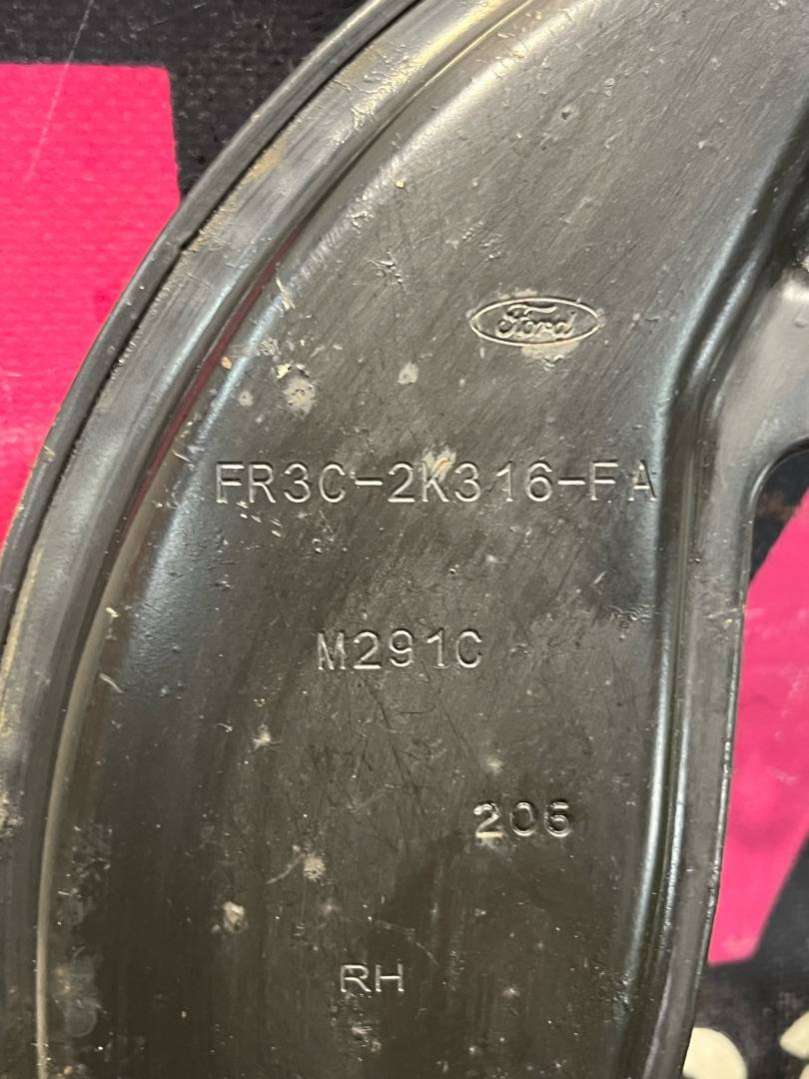 Ford
FR3C-2K316-FA
M291C
206
RH